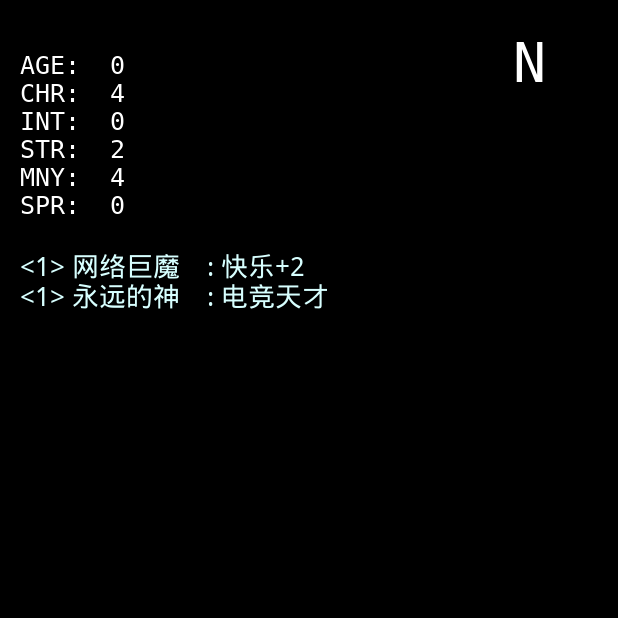 N
AGE: 0
CHR: 4
INT: 0
STR: 2
MNY: 4
SPR: 0
<1> 网络巨魔 : 快乐+2
<1> 永远的神 : 电竞天才